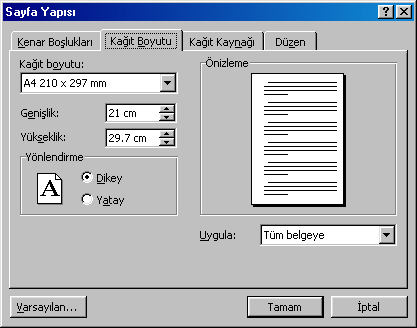 Sayfa Yapısı
Kenar Boşlukları
Kağıt Boyutu
Kağıt Kaynağı
Düzen
Kağıt boyutu:
A4 210 x 297 mm
Genişlik:
21 cm
Yükseklik:
29.7 cm
Yönlendirme
A
Dikey
Yatay
Önizleme
Uygula:
Tüm belgeye
Varsayılan...
Tamam
İptal